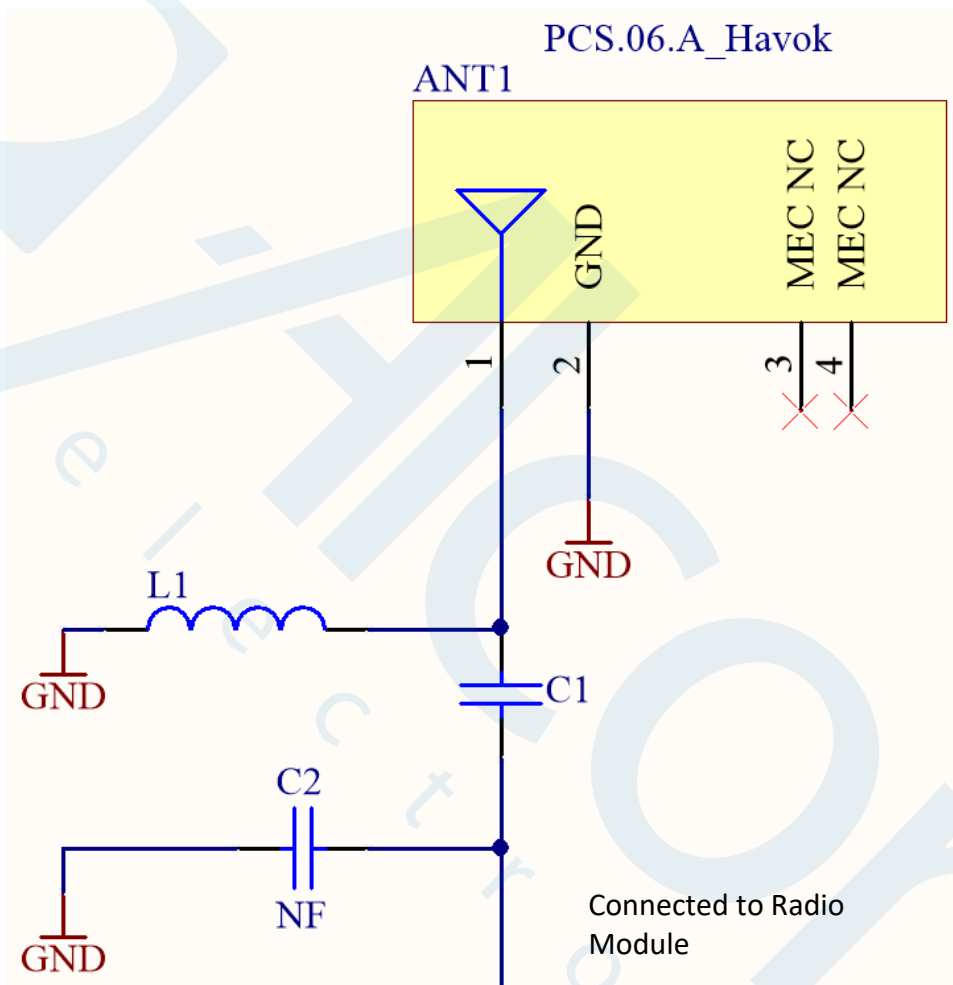 PCS.06.A_Havok
ANT1
GND
MEC NC
MEC NC
1
2
3
4
GND
L1
GND
C1
C2
NF
GND
Connected to Radio
Module